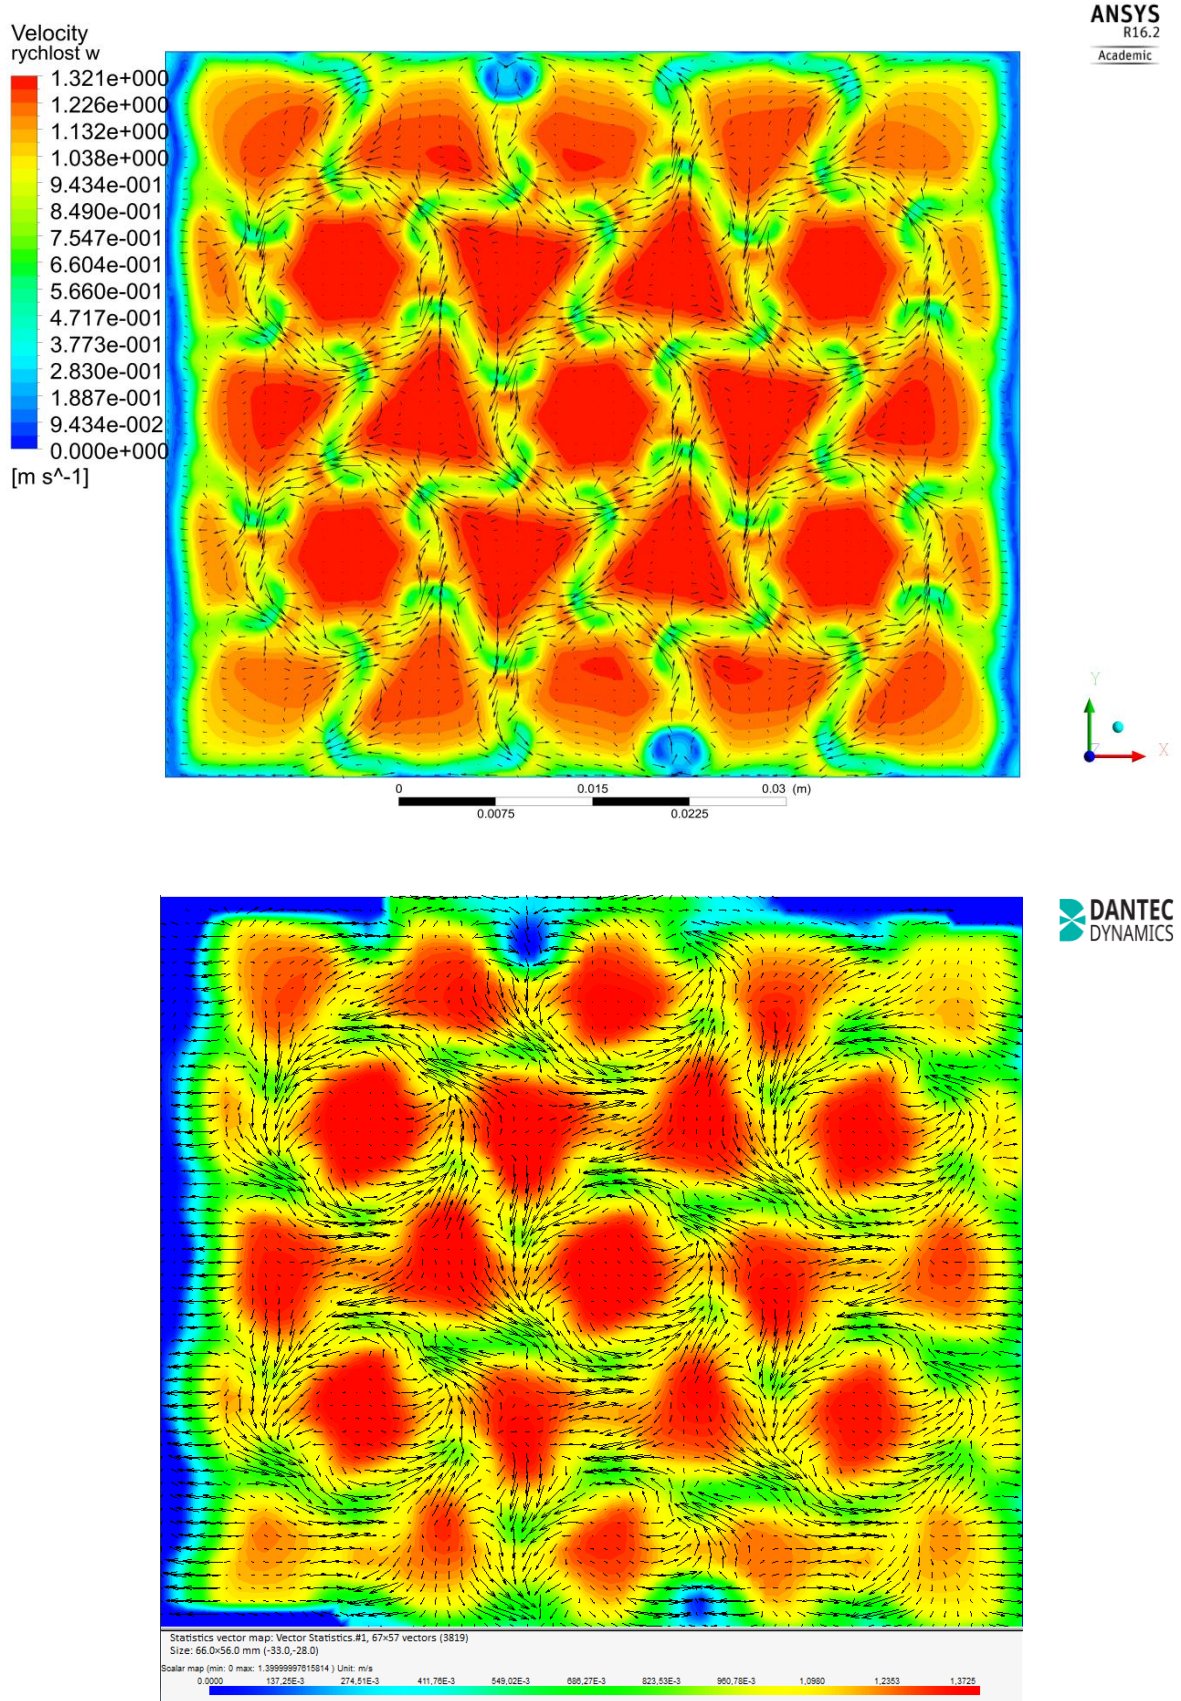 ANSYS
R16.2
Academic
Velocity
rychlost w
1.321e+000
1.226e+000
1.132e+000
1.038e+000
9.434e-001
8.490e-001
7.547e-001
6.604e-001
5.660e-001
4.717e-001
3.773e-001
2.830e-001
1.887e-001
9.434e-002
0.000e+000
[m s^-1]
Y
Z
X
0 0.015 0.03 (m)
0.0075 0.0225
DANTEC
DYNAMICS
Statistics vector map: Vector Statistics.#1, 67×57 vectors (3819)
Size: 66.0×56.0 mm (-33.0,-28.0)
Scalar map (min: 0 max: 1.39999997615814 ) Unit: m/s
0.0000 137,25E-3 274,51E-3 411,76E-3 549,02E-3 686,27E-3 823,53E-3 960,78E-3 1,0980 1,2353 1,3725